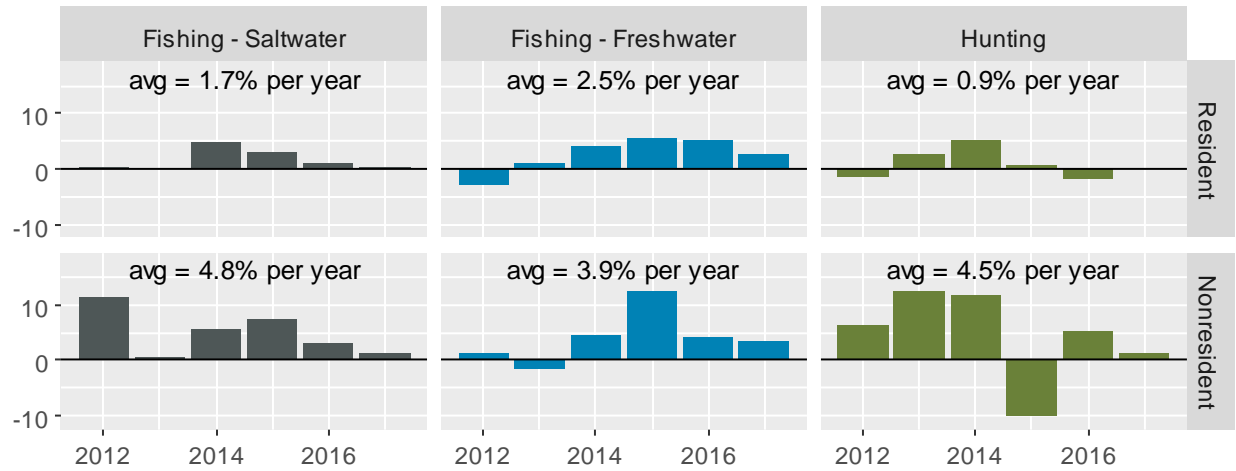 Fishing - Saltwater
Fishing - Freshwater
Hunting
avg = 1.7% per year
avg = 2.5% per year
avg = 0.9% per year
Resident
10
0
-10
avg = 4.8% per year
avg = 3.9% per year
avg = 4.5% per year
Nonresident
10
0
-10
2012 2014 2016
2012 2014 2016
2012 2014 2016